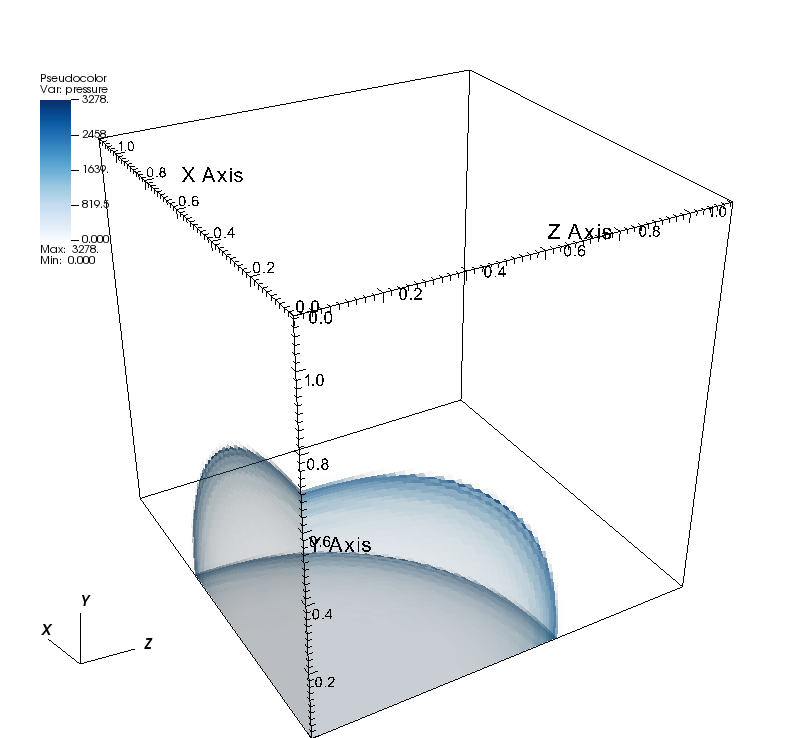 Pseudocolor
Var: pressure
3278.
2458.
1639.
819.5
0.000
Max: 3278.
Min: 0.000
1.0
0.8
0.6
0.4
0.2
0.0
X Axis
Z Axis
0.0
0.2
0.4
0.6
0.8
1.0
1.0
0.8
0.6
Y Axis
0.4
0.2
Y
X
Z